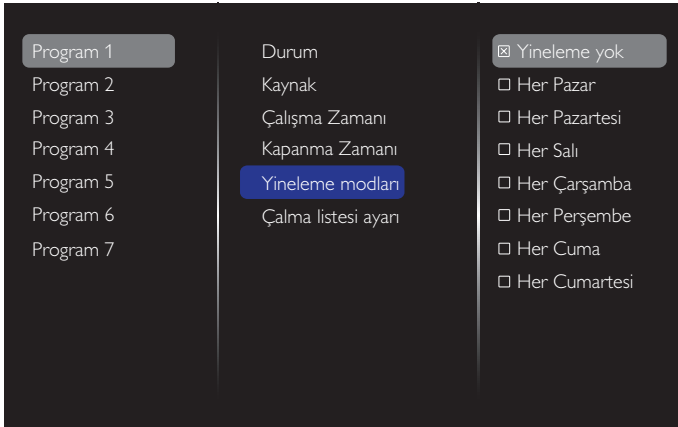 Program 1
Program 2
Program 3
Program 4
Program 5
Program 6
Program 7
Durum
Kaynak
Çalışma Zamanı
Kapanma Zamanı
Yineleme modları
Çalma listesi ayarı
Yineleme yok
Her Pazar
Her Pazartesi
Her Salı
Her Çarşamba
Her Perşembe
Her Cuma
Her Cumartesi